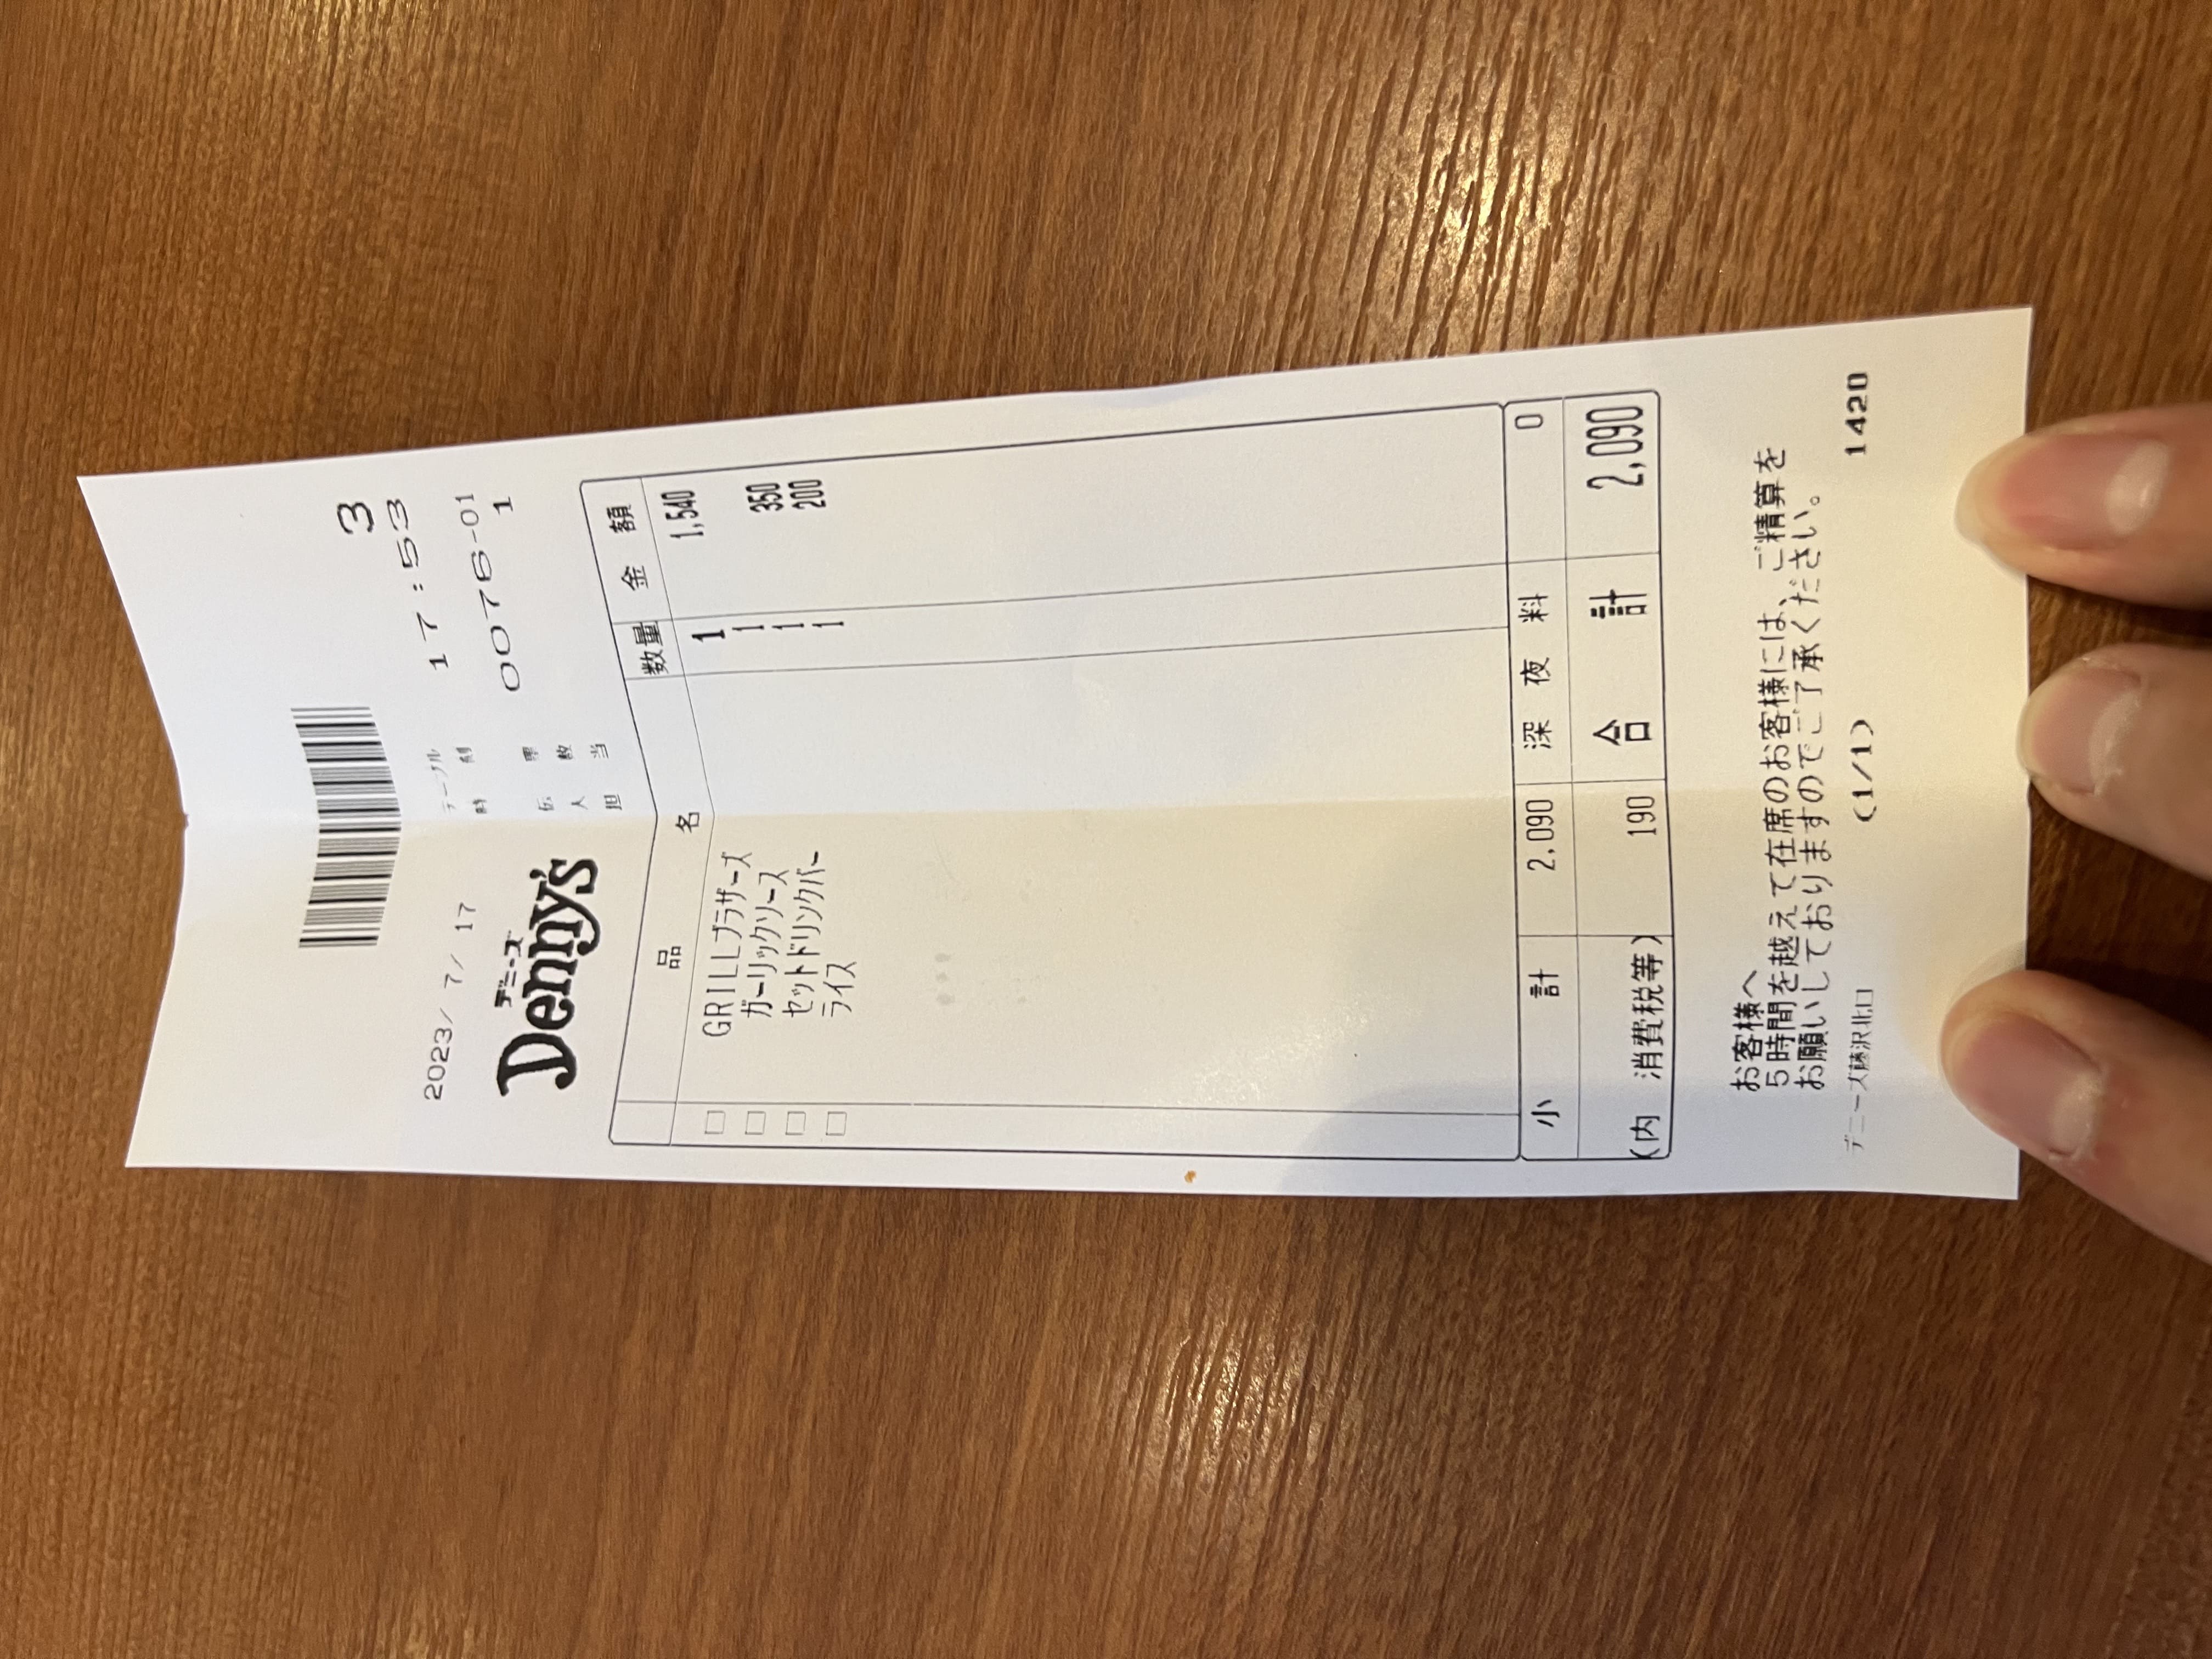 3
2023/ 7/ 17
テーブル
時 刻 17:53
デニーズ
Denny's
伝 票 0076-01
人 数 1
担 当
品 名 数量 金 額
GRILLブラザーズ 1 1,540
ガーリックソース 1
セットドリンクバー 1 350
ライス 1 200
小 計 2,090 深 夜 料 0
(内 消費税等) 190 合 計 2,090
お客様へ
5時間を越えて在席のお客様には、ご精算を
お願いしておりますのでご了承ください。
デニーズ藤沢北口 (1/1) 1420